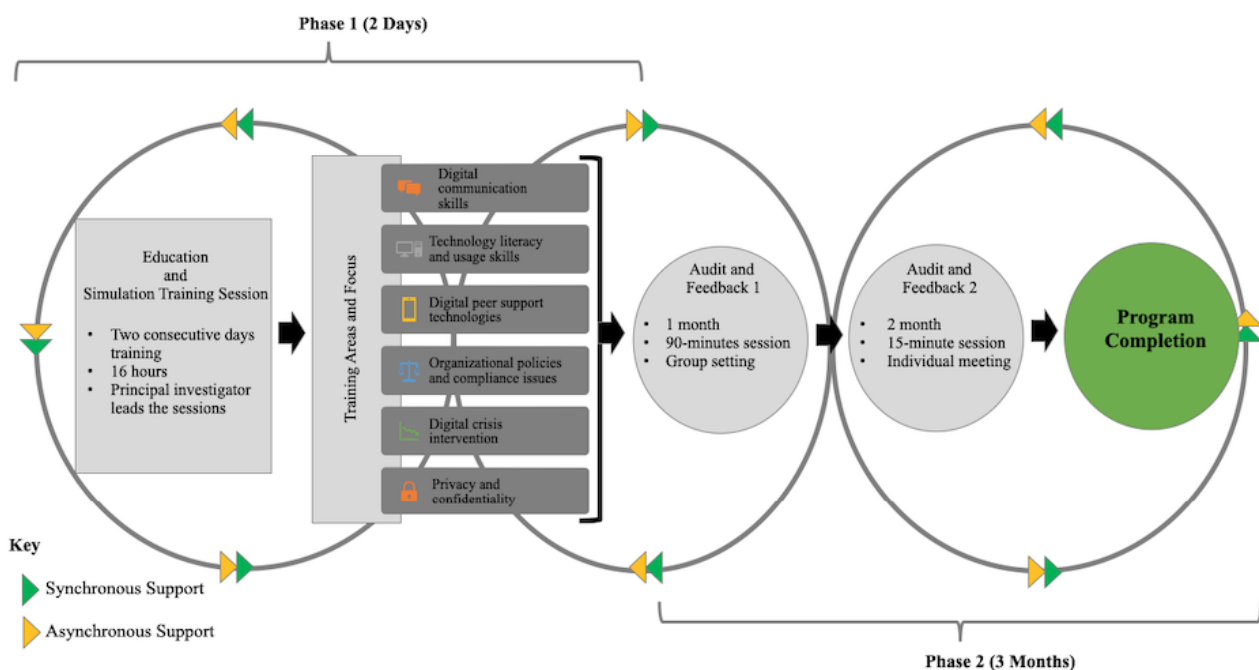 Phase 1 (2 Days)
Education
and
Simulation Training Session
• Two consecutive days
training
• 16 hours
• Principal investigator
leads the sessions
Training Areas and Focus
Digital
communication
skills
Technology literacy
and usage skills
Digital peer support
technologies
Organizational policies
and compliance issues
Digital crisis
intervention
Privacy and
confidentiality
Audit and
Feedback 1
• 1 month
• 90-minutes session
• Group setting
Audit and
Feedback 2
• 2 month
• 15-minute session
• Individual meeting
Program
Completion
Key
Synchronous Support
Asynchronous Support
Phase 2 (3 Months)